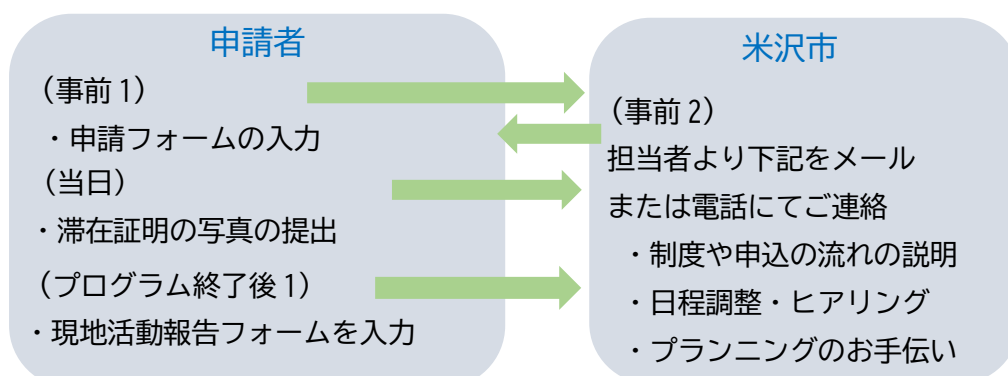 申請者
（事前1）
・申請フォームの入力
（当日）
・滞在証明の写真の提出
（プログラム終了後1）
・現地活動報告フォームを入力
米沢市
（事前2）
担当者より下記をメール
または電話にてご連絡
・制度や申込の流れの説明
・日程調整・ヒアリング
・プランニングのお手伝い